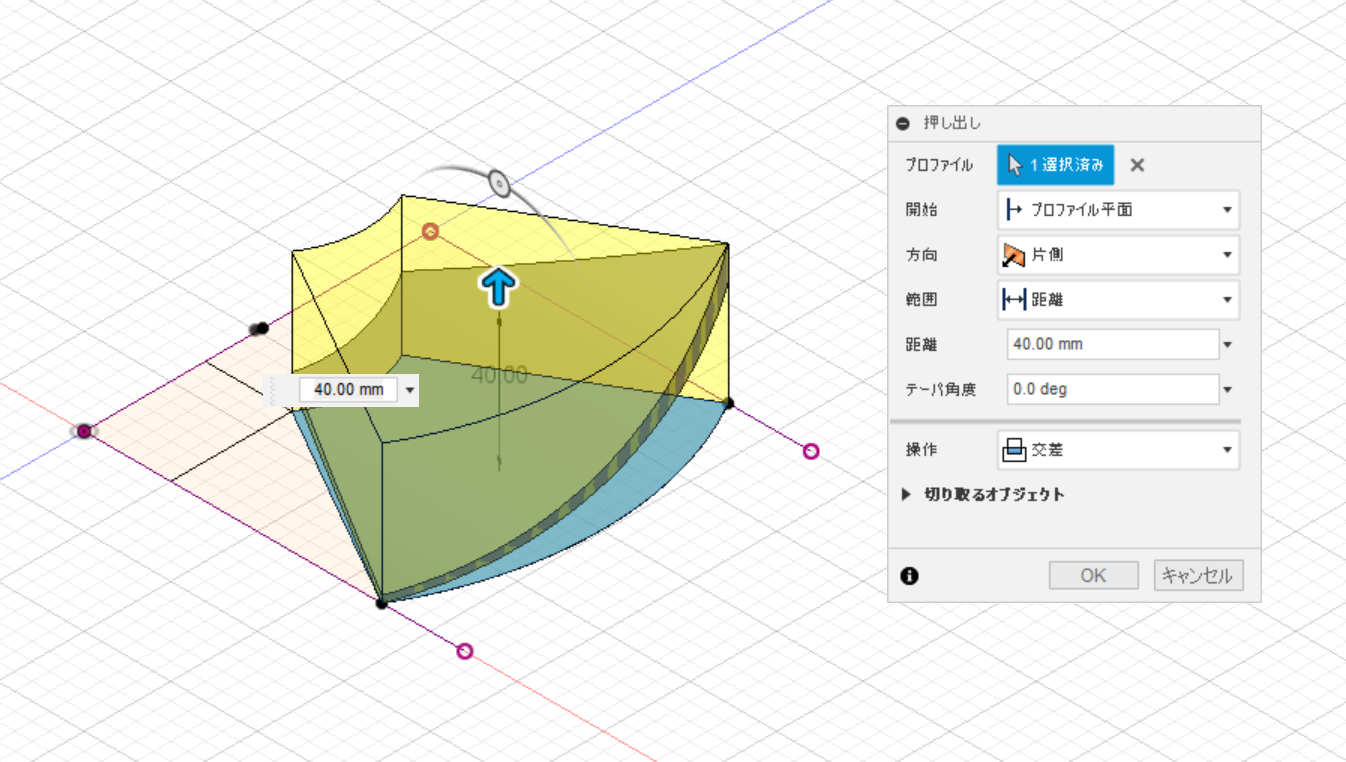 押し出し
プロファイル 1 選択済み
開始 プロファイル平面
方向 片側
範囲 距離
距離 40.00 mm
テーパ角度 0.0 deg
操作 交差
切り取るオブジェクト
OK キャンセル
40.00
40.00 mm